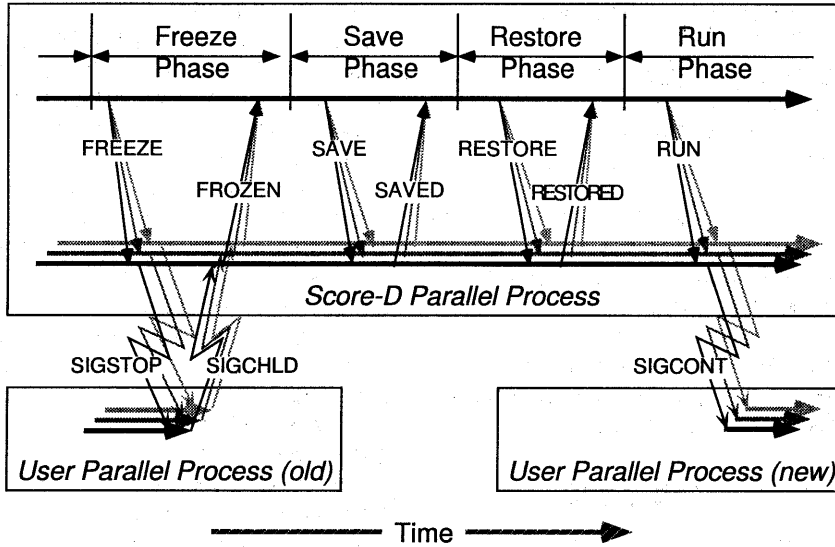 Freeze Phase
Save Phase
Restore Phase
Run Phase
FREEZE
FROZEN
SAVE
SAVED
RESTORE
RESTORED
RUN
Score-D Parallel Process
SIGSTOP
SIGCHLD
SIGCONT
User Parallel Process (old)
User Parallel Process (new)
Time